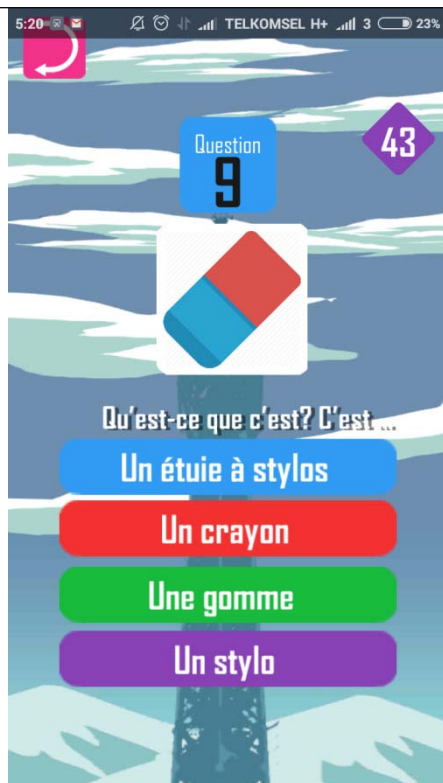 5:20 TELKOMSEL H+ 3 23%
43
Question
9
Qu'est-ce que c'est? C'est ...
Un étuie à stylos
Un crayon
Une gomme
Un stylo